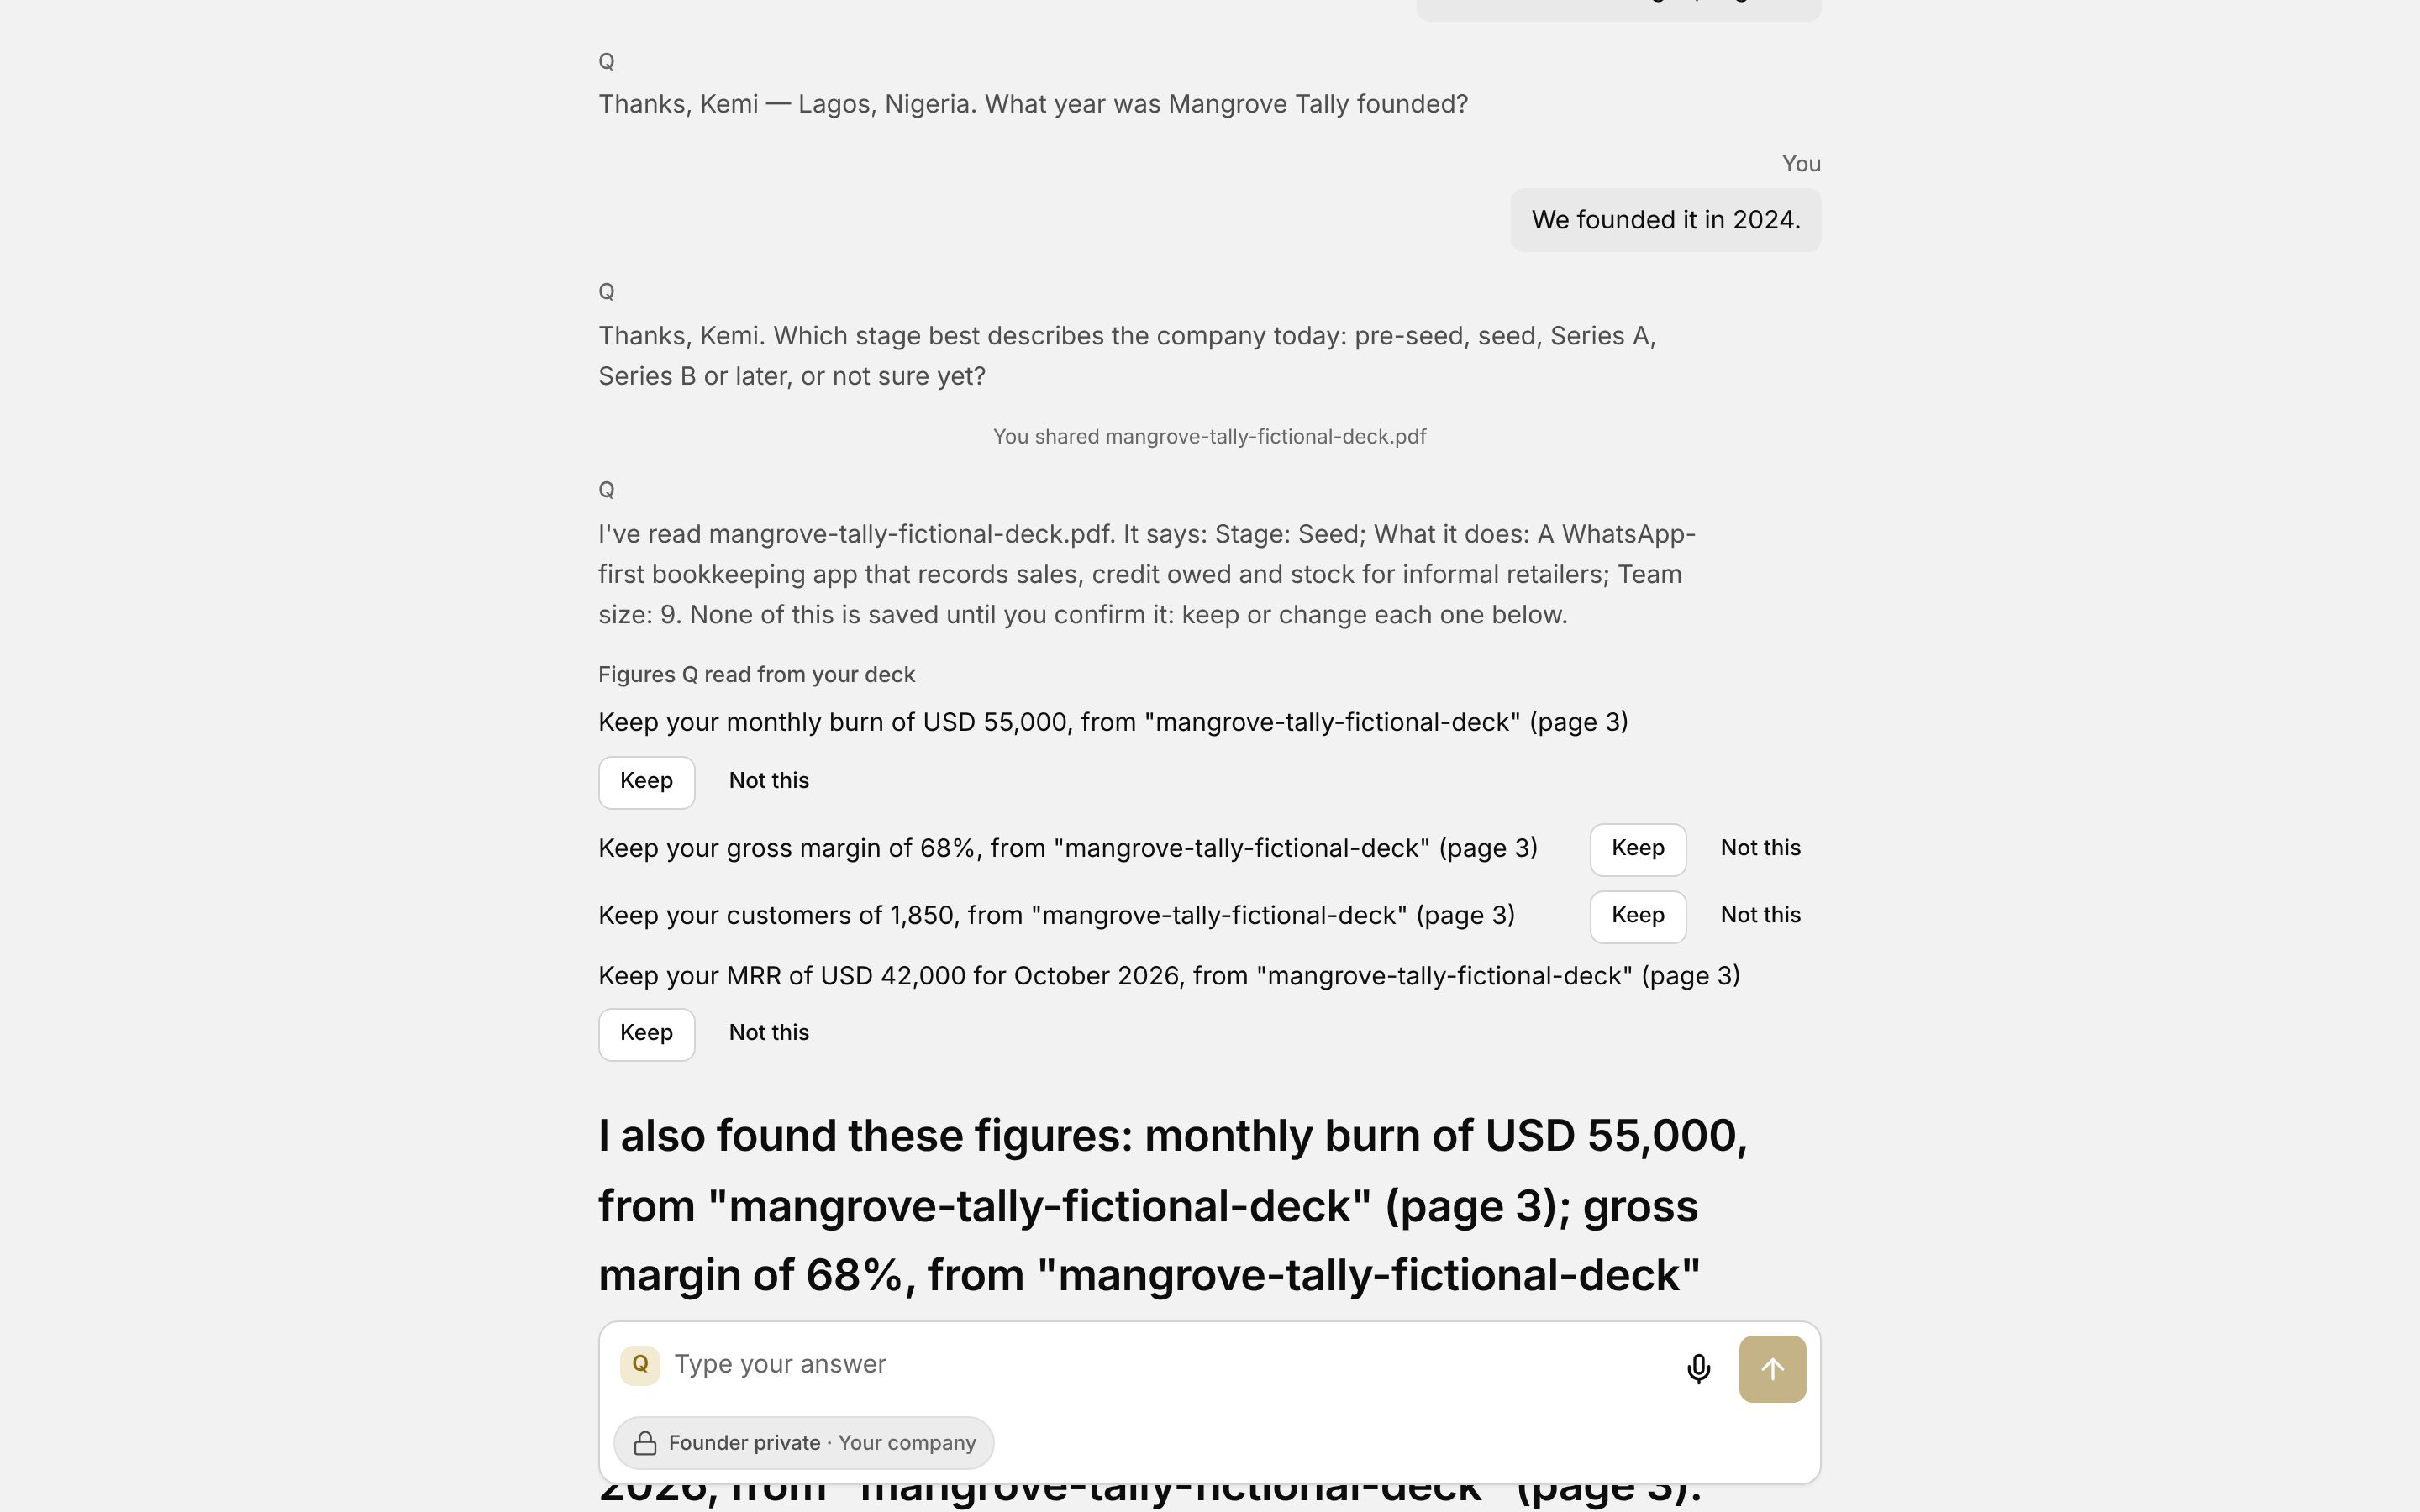 Q
Thanks, Kemi — Lagos, Nigeria. What year was Mangrove Tally founded?
You
We founded it in 2024.
Q
Thanks, Kemi. Which stage best describes the company today: pre-seed, seed, Series A,
Series B or later, or not sure yet?
You shared mangrove-tally-fictional-deck.pdf
Q
I've read mangrove-tally-fictional-deck.pdf. It says: Stage: Seed; What it does: A WhatsApp-
first bookkeeping app that records sales, credit owed and stock for informal retailers; Team
size: 9. None of this is saved until you confirm it: keep or change each one below.
Figures Q read from your deck
Keep your monthly burn of USD 55,000, from "mangrove-tally-fictional-deck" (page 3)
Keep Not this
Keep your gross margin of 68%, from "mangrove-tally-fictional-deck" (page 3) Keep Not this
Keep your customers of 1,850, from "mangrove-tally-fictional-deck" (page 3) Keep Not this
Keep your MRR of USD 42,000 for October 2026, from "mangrove-tally-fictional-deck" (page 3)
Keep Not this
I also found these figures: monthly burn of USD 55,000,
from "mangrove-tally-fictional-deck" (page 3); gross
margin of 68%, from "mangrove-tally-fictional-deck"
Q Type your answer
Founder private · Your company
2026, from "mangrove-tally-fictional-deck" (page 3).